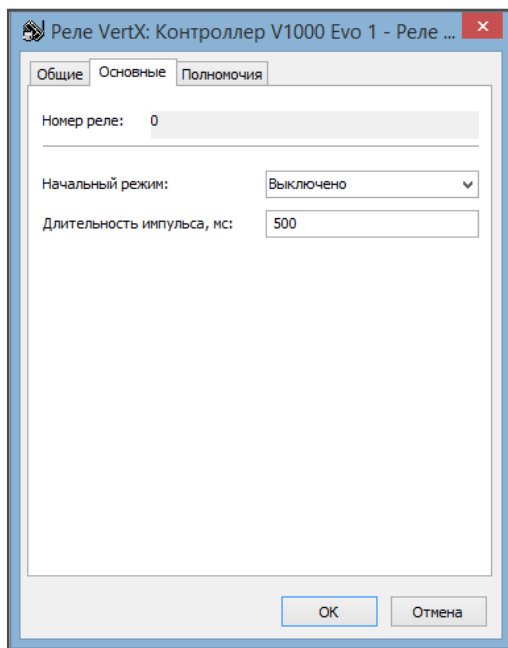 Реле VertX: Контроллер V1000 Evo 1 - Реле ...
Общие Основные Полномочия
Номер реле: 0
Начальный режим: Выключено
Длительность импульса, мс: 500
ОК Отмена